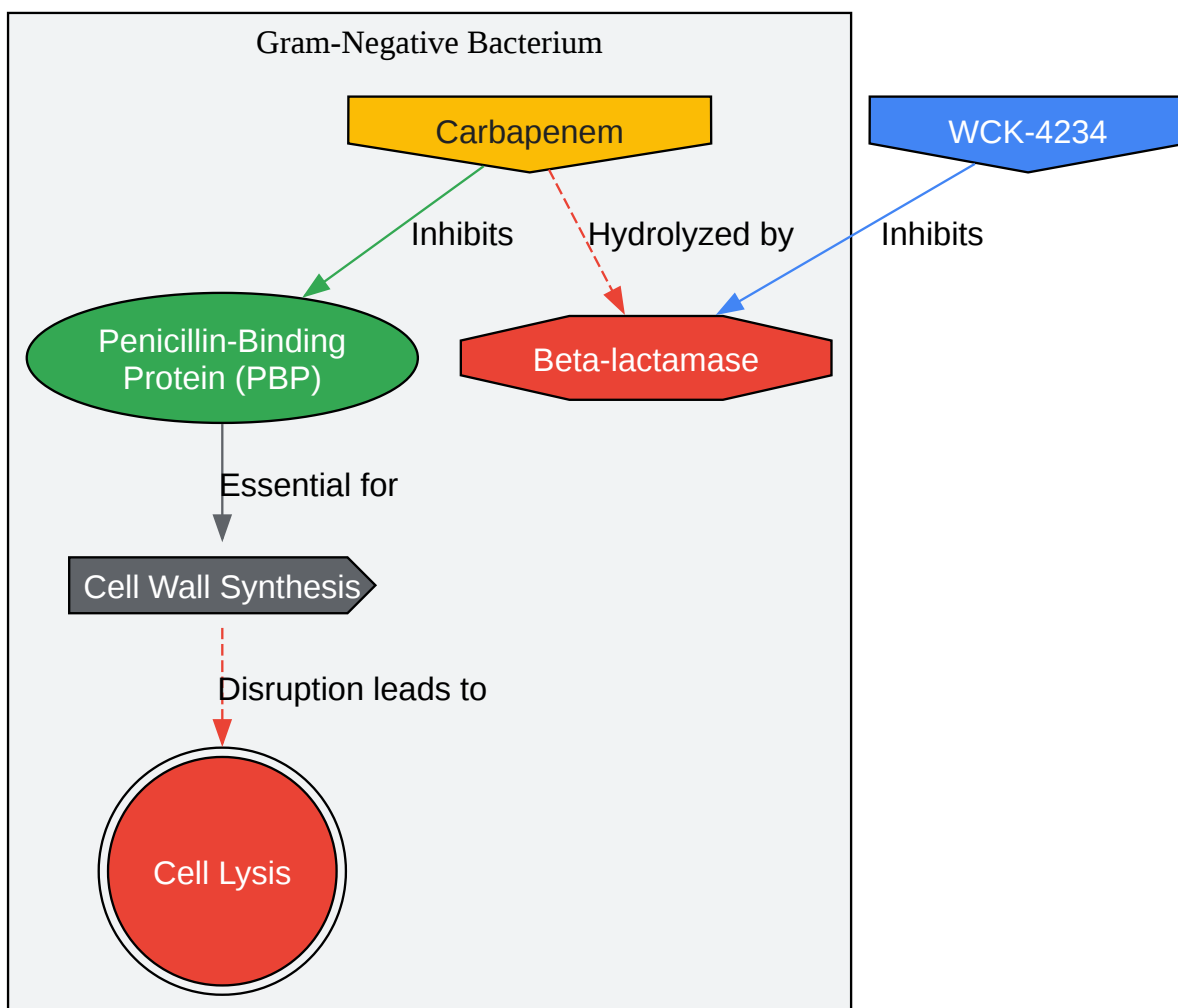 Gram-Negative Bacterium
Carbapenem
WCK-4234
Inhibits
Hydrolyzed by
Inhibits
Penicillin-Binding
Protein (PBP)
Beta-lactamase
Essential for
Cell Wall Synthesis
Disruption leads to
Cell Lysis